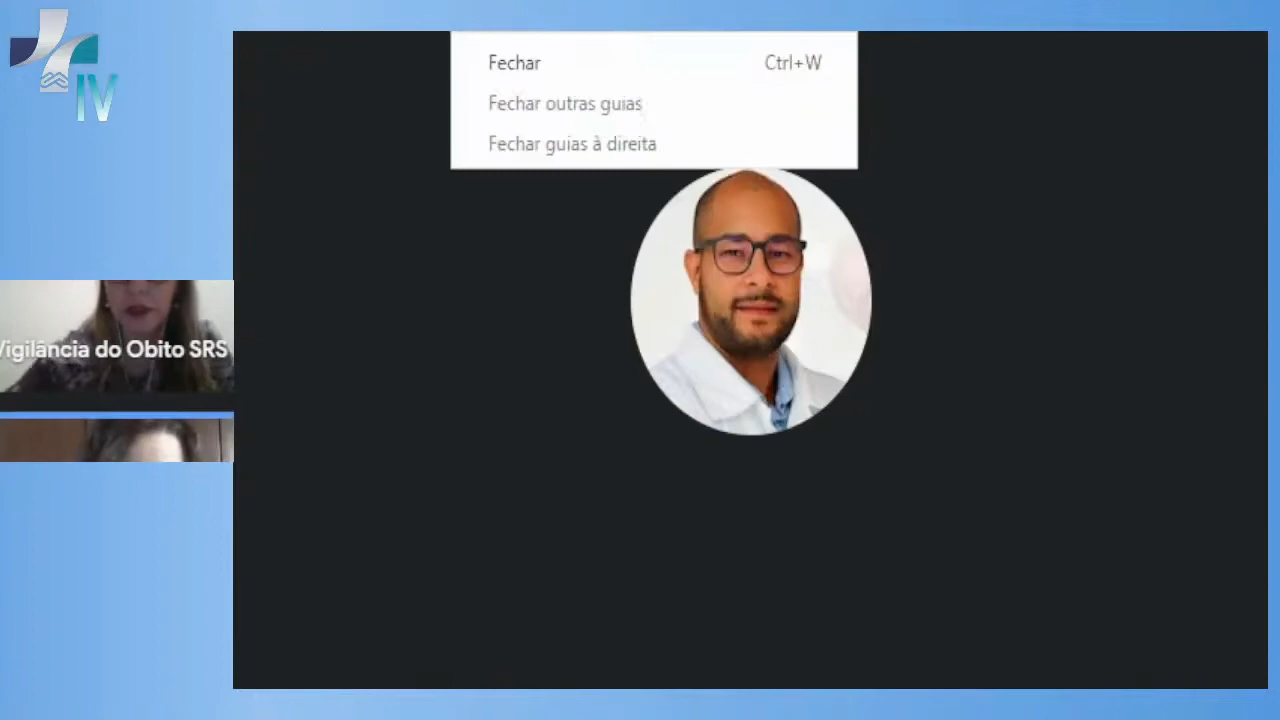 IV
Fechar Ctrl+W
Fechar outras guias
Fechar guias à direita
Vigilância do Obito SRS